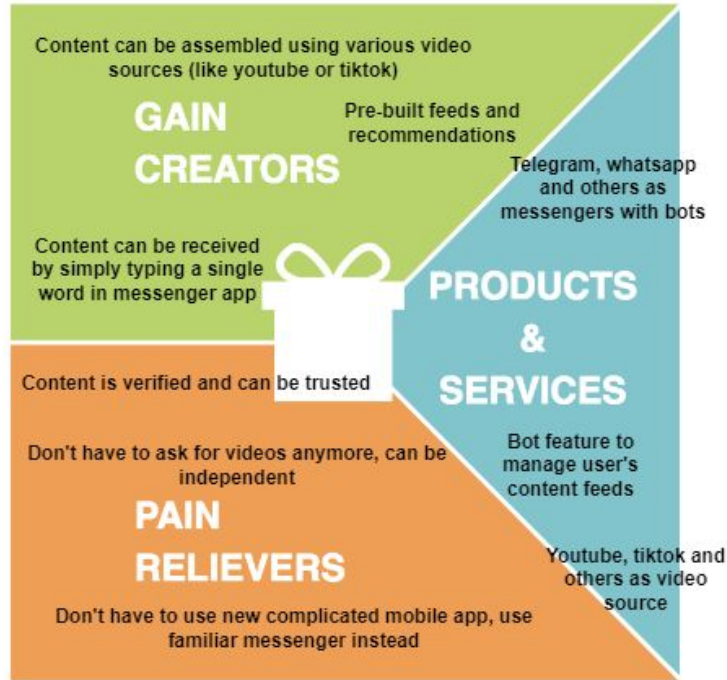 Content can be assembled using various video
sources (like youtube or tiktok)
GAIN
CREATORS
Pre-built feeds and
recommendations
Content can be received
by simply typing a single
word in messenger app
Telegram, whatsapp
and others as
messengers with bots
PRODUCTS
&
SERVICES
Bot feature to
manage user's
content feeds
Youtube, tiktok and
others as video
source
Content is verified and can be trusted
Don't have to ask for videos anymore, can be
independent
PAIN
RELIEVERS
Don't have to use new complicated mobile app, use
familiar messenger instead